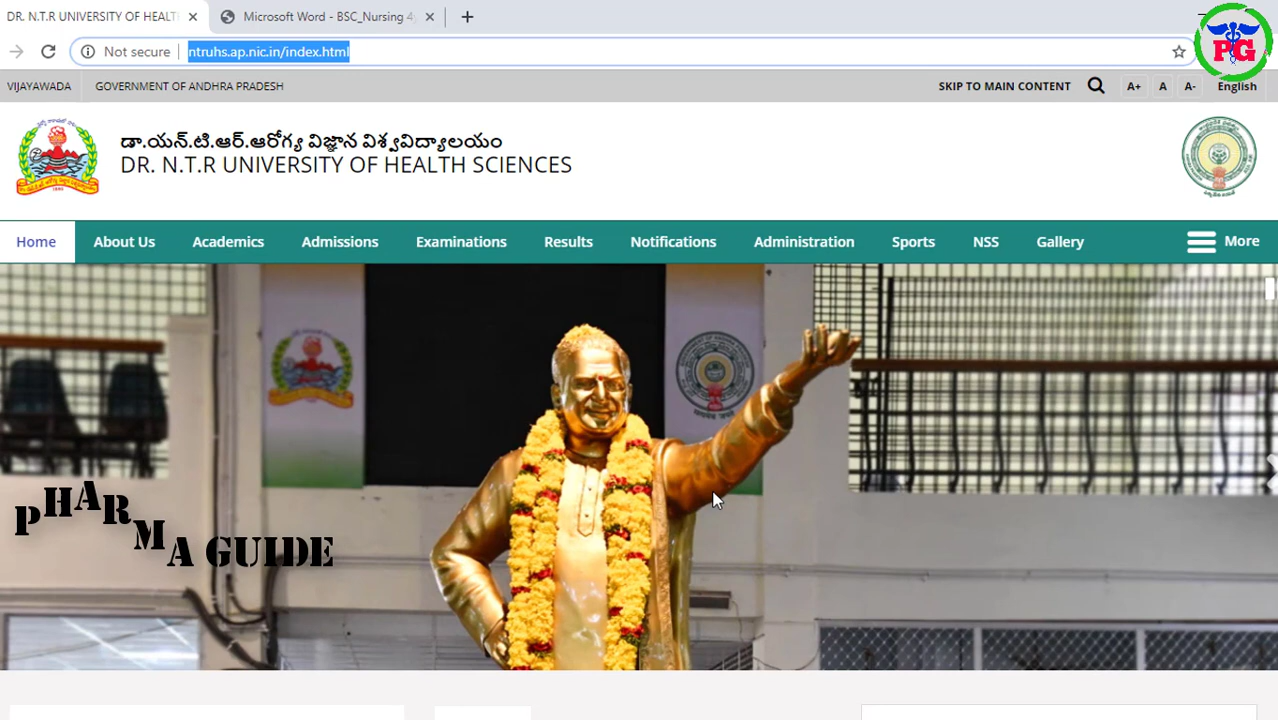 DR. N.T.R UNIVERSITY OF HEALT
Microsoft Word - BSC_Nursing 4
Not secure
ntruhs.ap.nic.in/index.html
PG
VIJAYAWADA
GOVERNMENT OF ANDHRA PRADESH
SKIP TO MAIN CONTENT
A+ A A-
English
డా.యన్.టి.ఆర్.ఆరోగ్య విజ్ఞాన విశ్వవిద్యాలయం
DR. N.T.R UNIVERSITY OF HEALTH SCIENCES
Home About Us Academics Admissions Examinations Results Notifications Administration Sports NSS Gallery More
PHARMA GUIDE